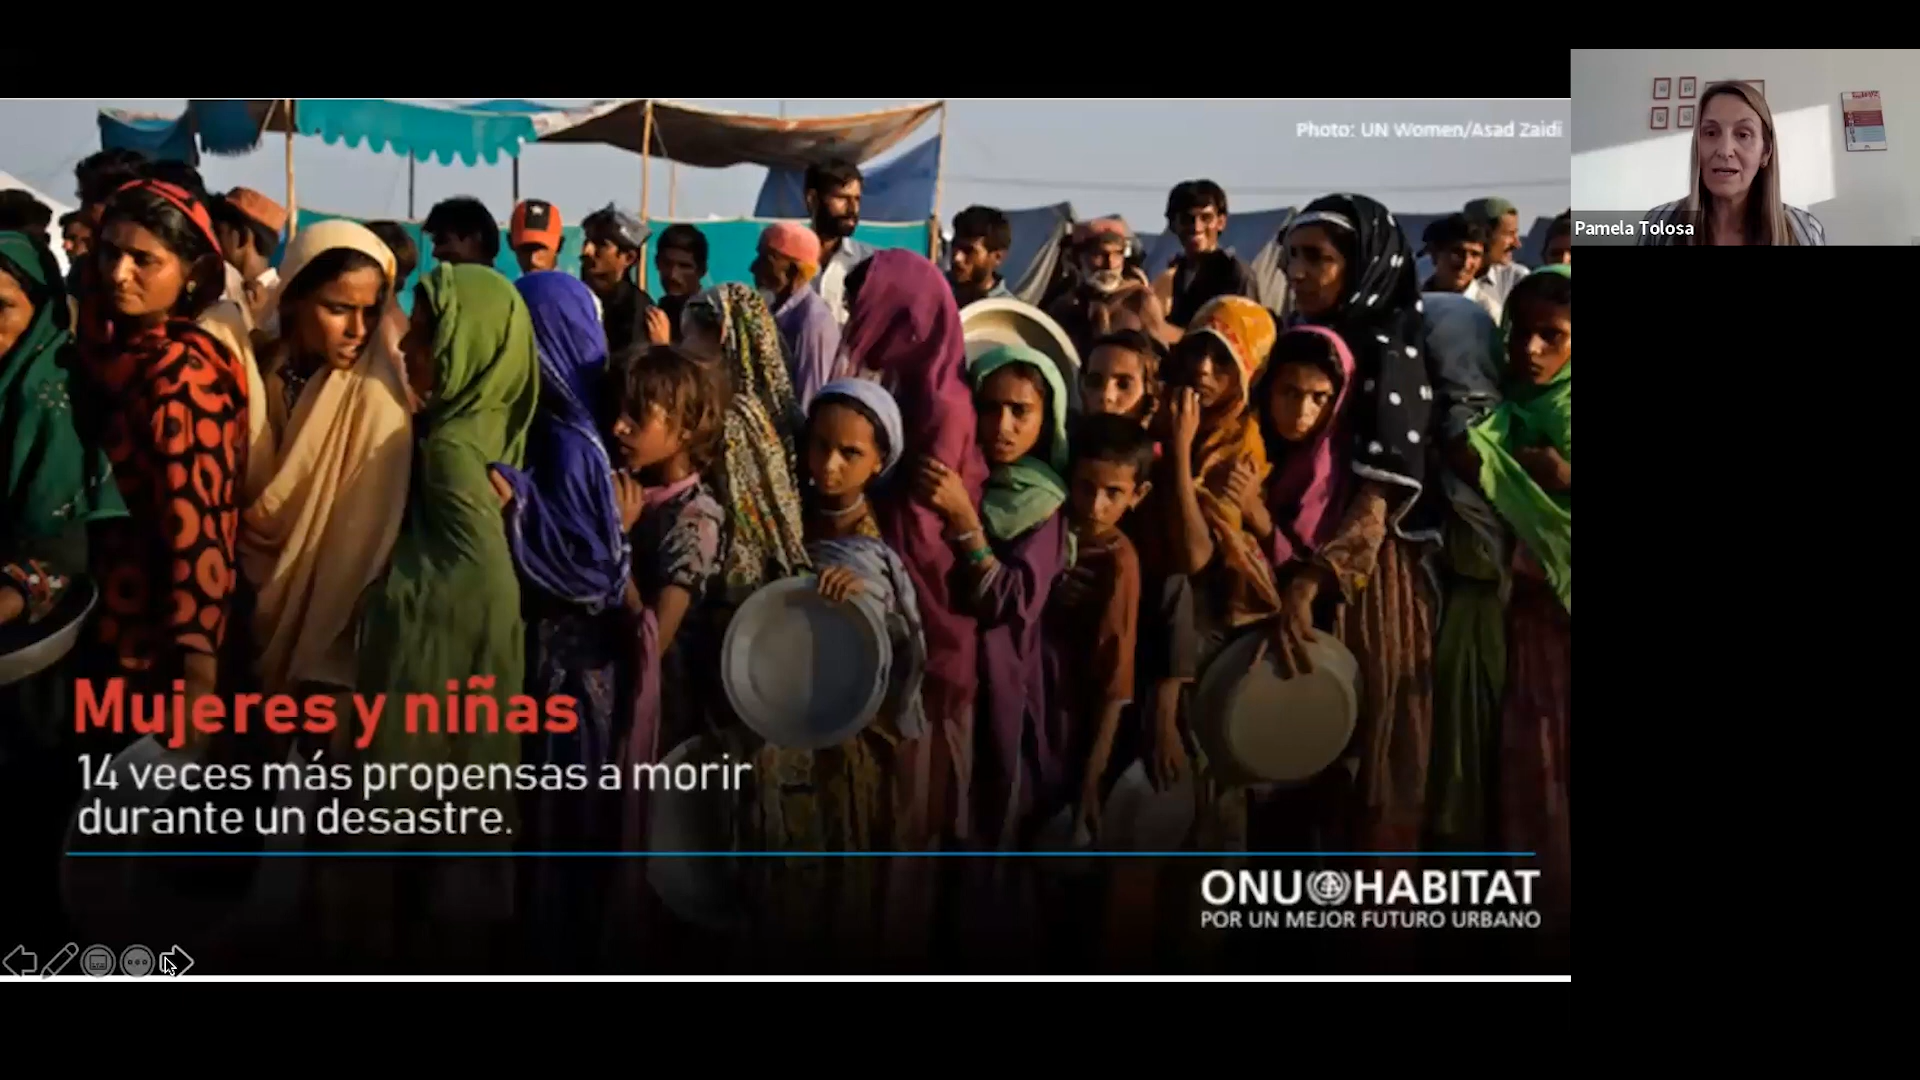 Photo: UN Women/Asad Zaidi
Pamela Tolosa
Mujeres y niñas
14 veces más propensas a morir
durante un desastre.
ONU HABITAT
POR UN MEJOR FUTURO URBANO